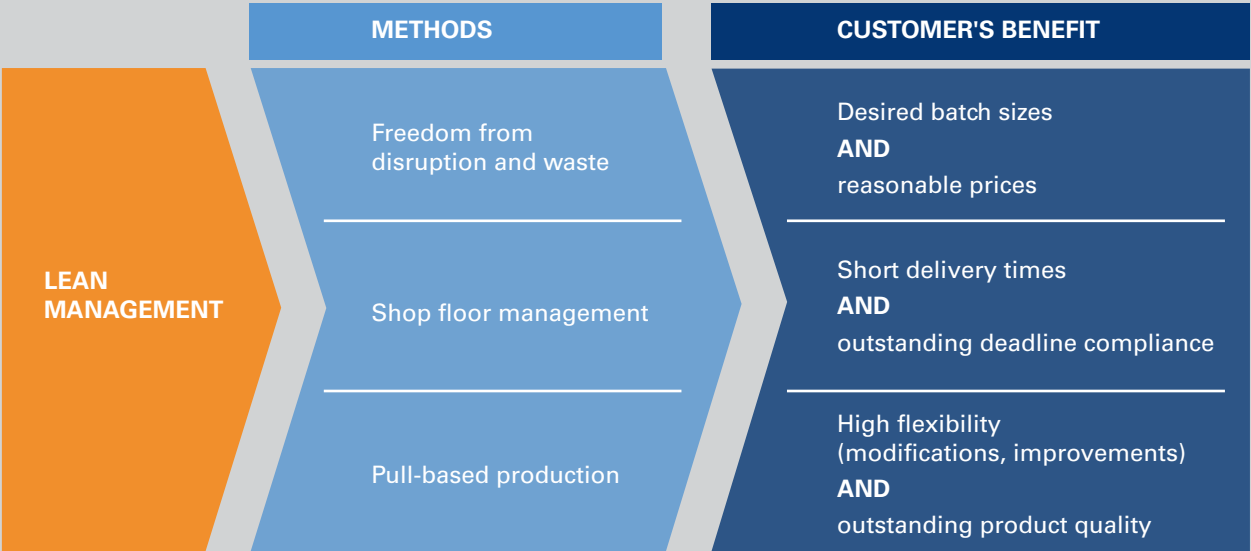 METHODS
CUSTOMER'S BENEFIT
LEAN
MANAGEMENT
Freedom from
disruption and waste
Shop floor management
Pull-based production
Desired batch sizes
AND
reasonable prices
Short delivery times
AND
outstanding deadline compliance
High flexibility
(modifications, improvements)
AND
outstanding product quality